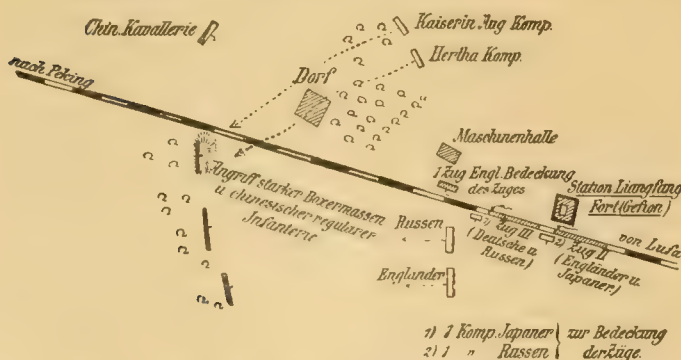 Chin. Kavallerie
Kaiserin Aug Komp.
Hertha Komp.
nach Peking
Dorf
Maschinenhalle
1 Zug Engl. Bedeckung
des Zuges
Station Liangfang
Fort (Gefion)
Angriff starker Boxermassen
u chinesischer regulärer
Infanterie
Russen
Engländer
1) Zug III
(Deutsche u
Russen)
2) Zug II
(Engländer u.
Japaner.)
von Lufa
1) 1 Komp. Japaner } zur Bedeckung
2) 1 " Russen } der Züge.